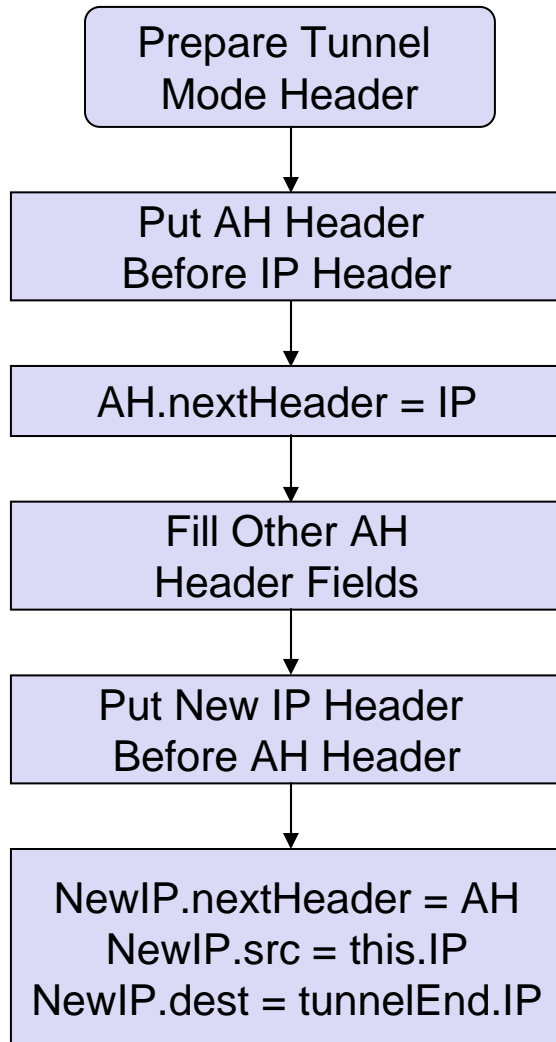 Prepare Tunnel
Mode Header
Put AH Header
Before IP Header
AH.nextHeader = IP
Fill Other AH
Header Fields
Put New IP Header
Before AH Header
NewIP.nextHeader = AH
NewIP.src = this.IP
NewIP.dest = tunnelEnd.IP